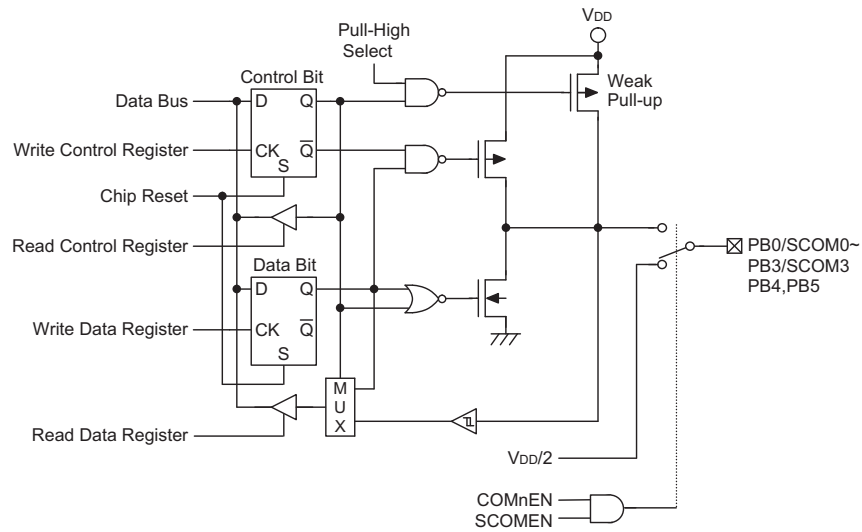 VDD
Pull-High
Select
Control Bit
Weak
Pull-up
Data Bus
D
Q
Write Control Register
CK
Q
S
Chip Reset
Read Control Register
Data Bit
PB0/SCOM0~
PB3/SCOM3
PB4,PB5
D
Q
Write Data Register
CK
Q
S
M
U
X
Read Data Register
VDD/2
COMnEN
SCOMEN